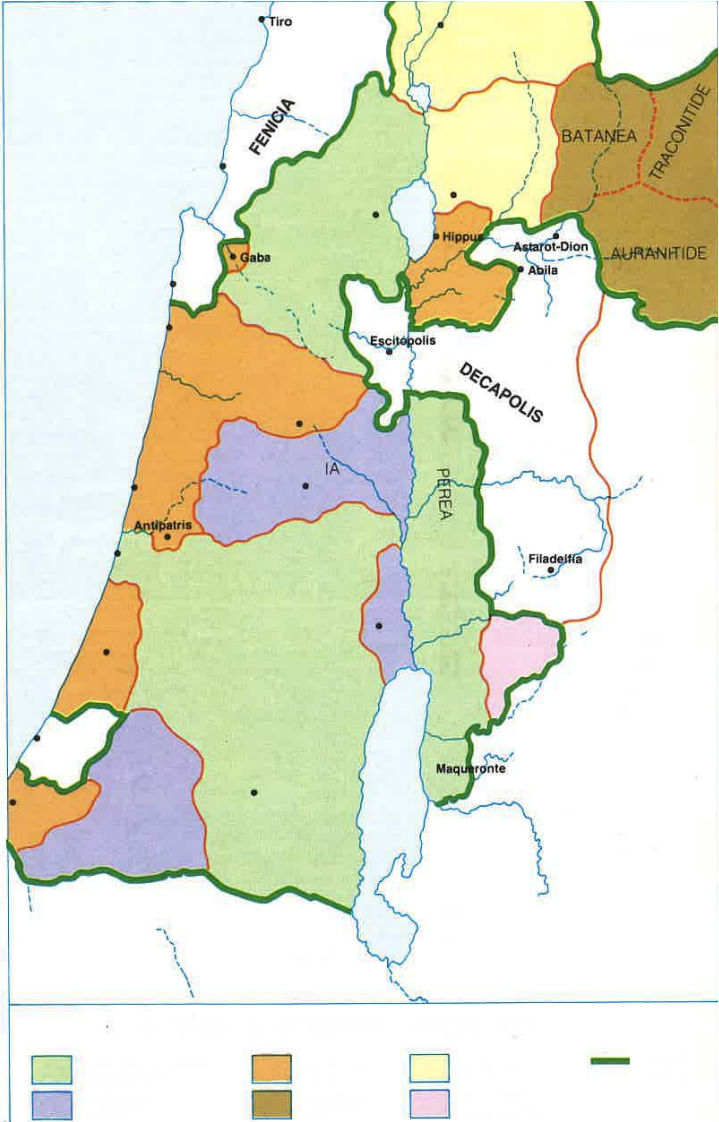 Tiro
FENICIA
BATANEA
TRACONITIDE
Hippus
Astarot-Dion
Gaba
AURANITIDE
Abila
Escitópolis
DECAPOLIS
IA
PEREA
Antipatris
Filadelfia
Maqueronte